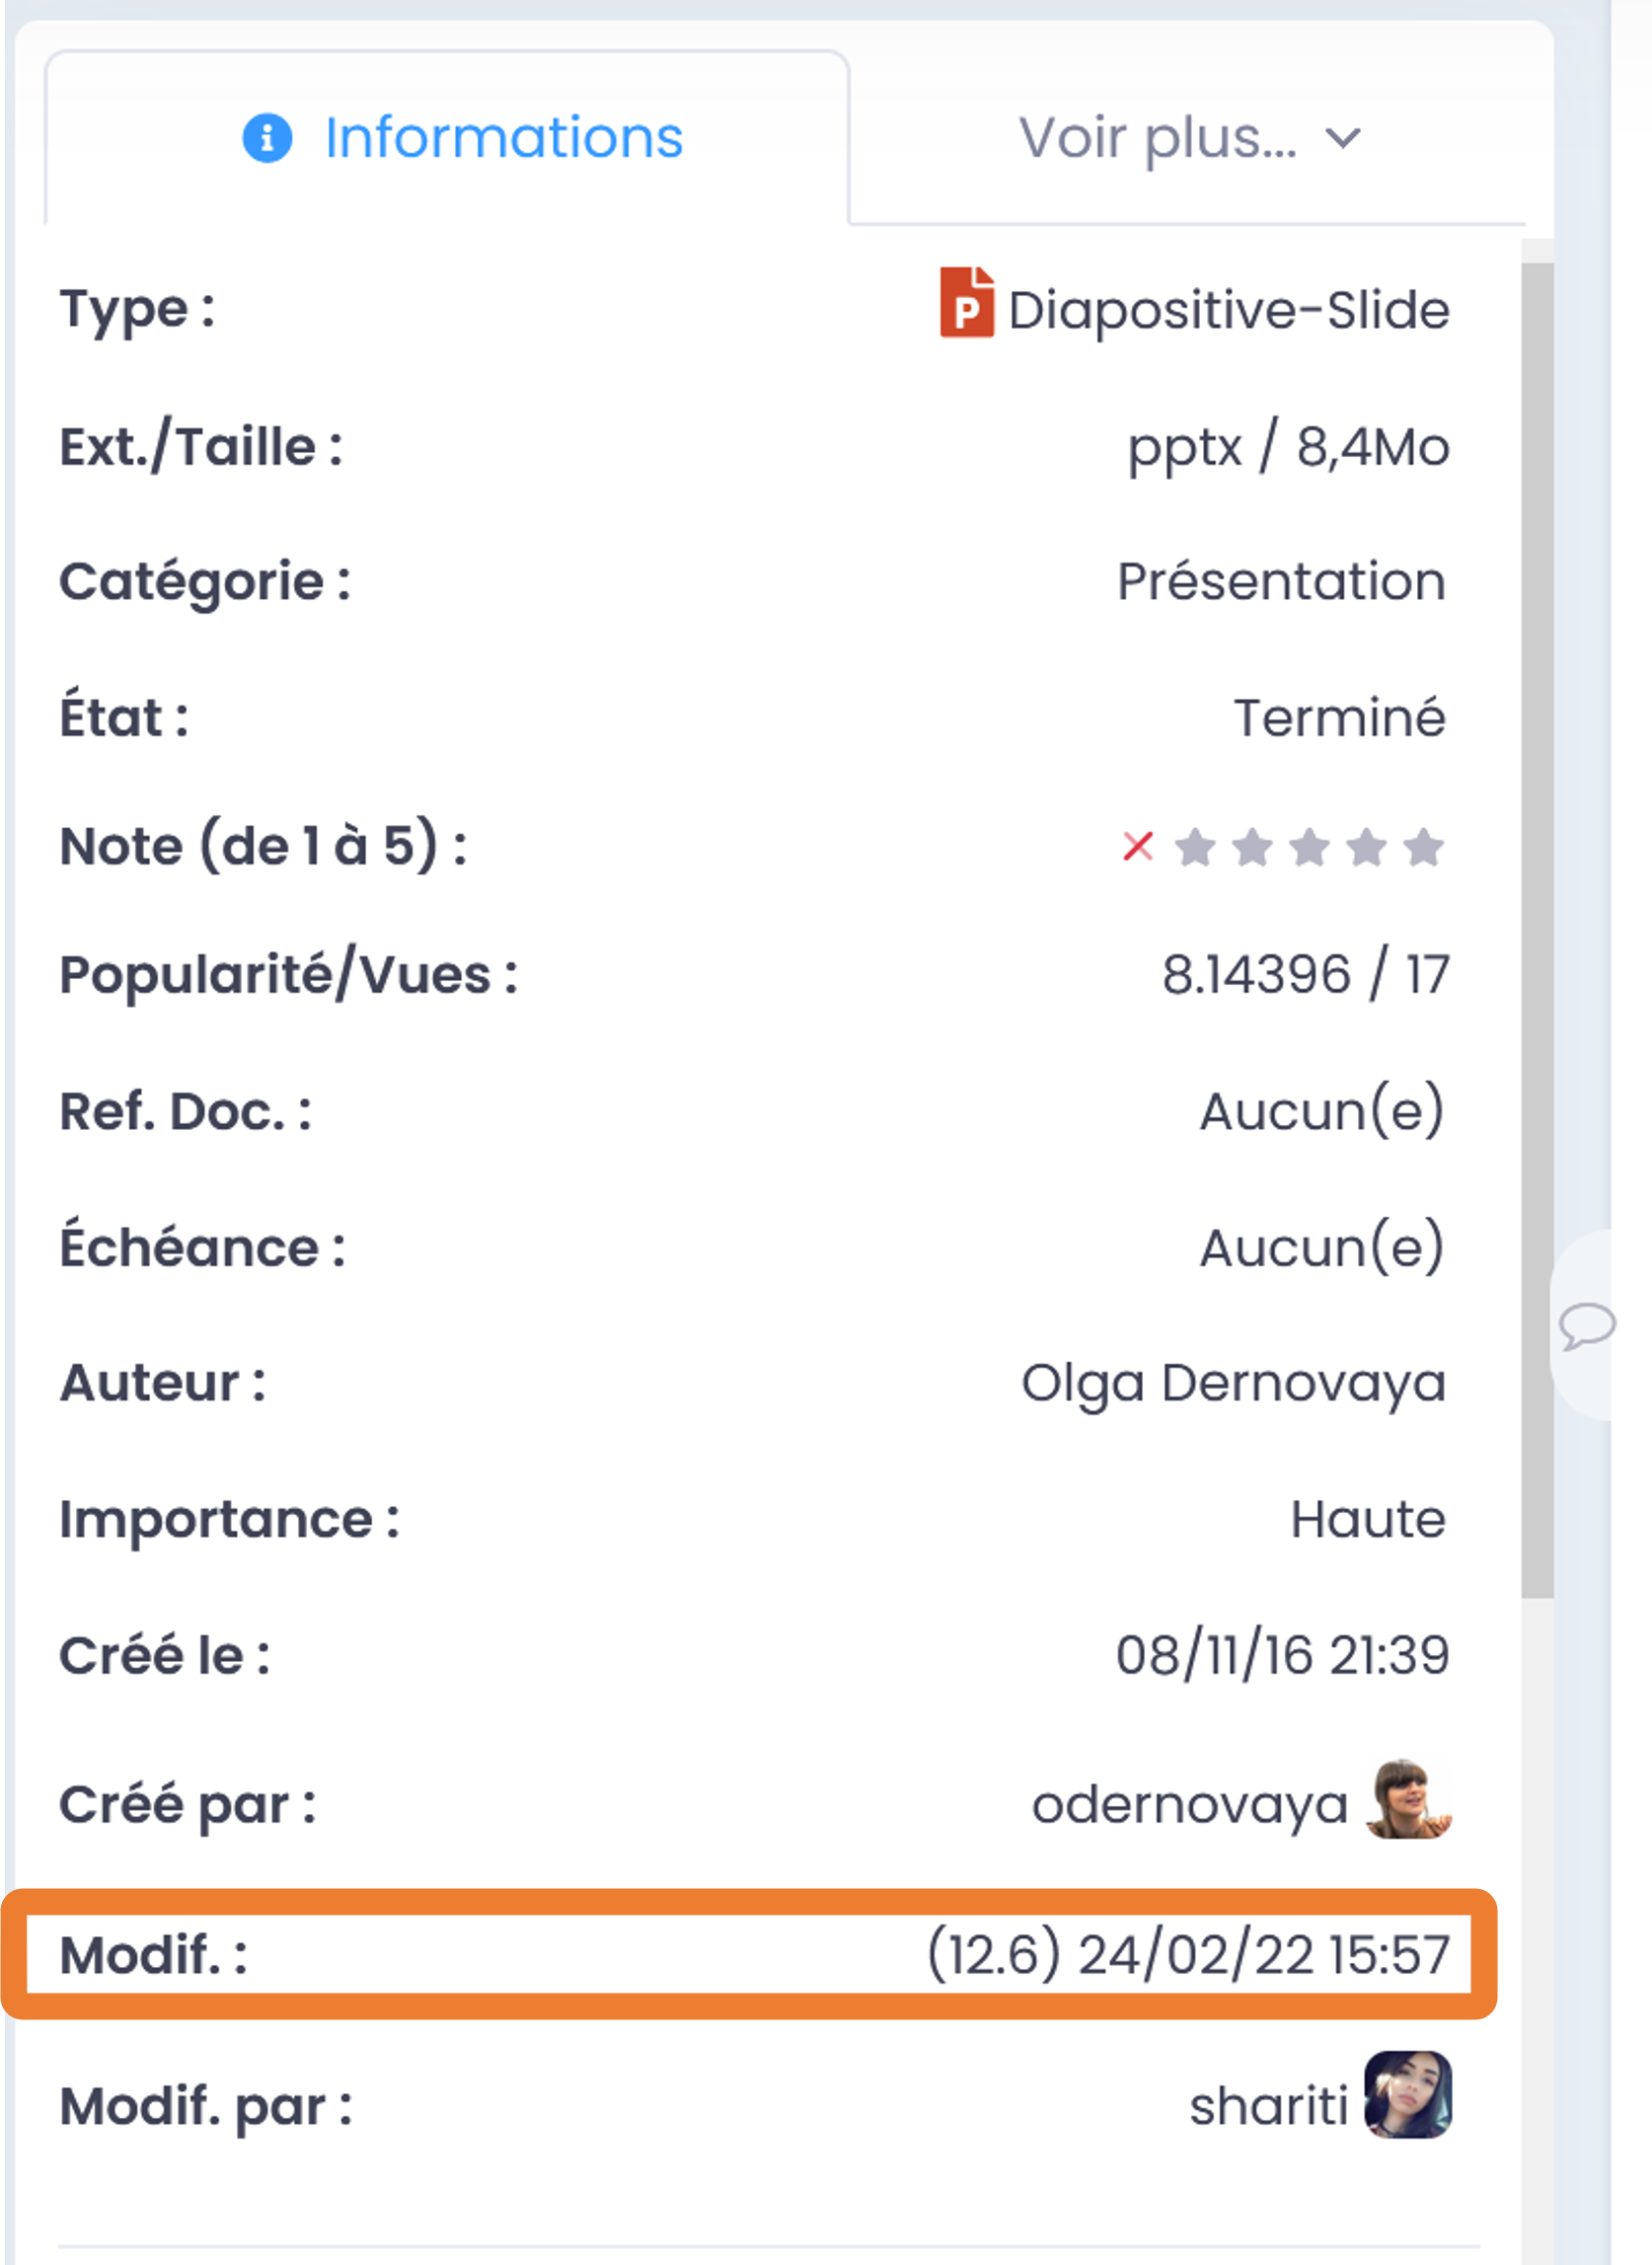 Informations
Voir plus...
Type : Diapositive-Slide
Ext./Taille : pptx / 8,4Mo
Catégorie : Présentation
État : Terminé
Note (de 1 à 5) :
Popularité/Vues : 8.14396 / 17
Ref. Doc. : Aucun(e)
Échéance : Aucun(e)
Auteur : Olga Dernovaya
Importance : Haute
Créé le : 08/11/16 21:39
Créé par : odernovaya
Modif. : (12.6) 24/02/22 15:57
Modif. par : shariti